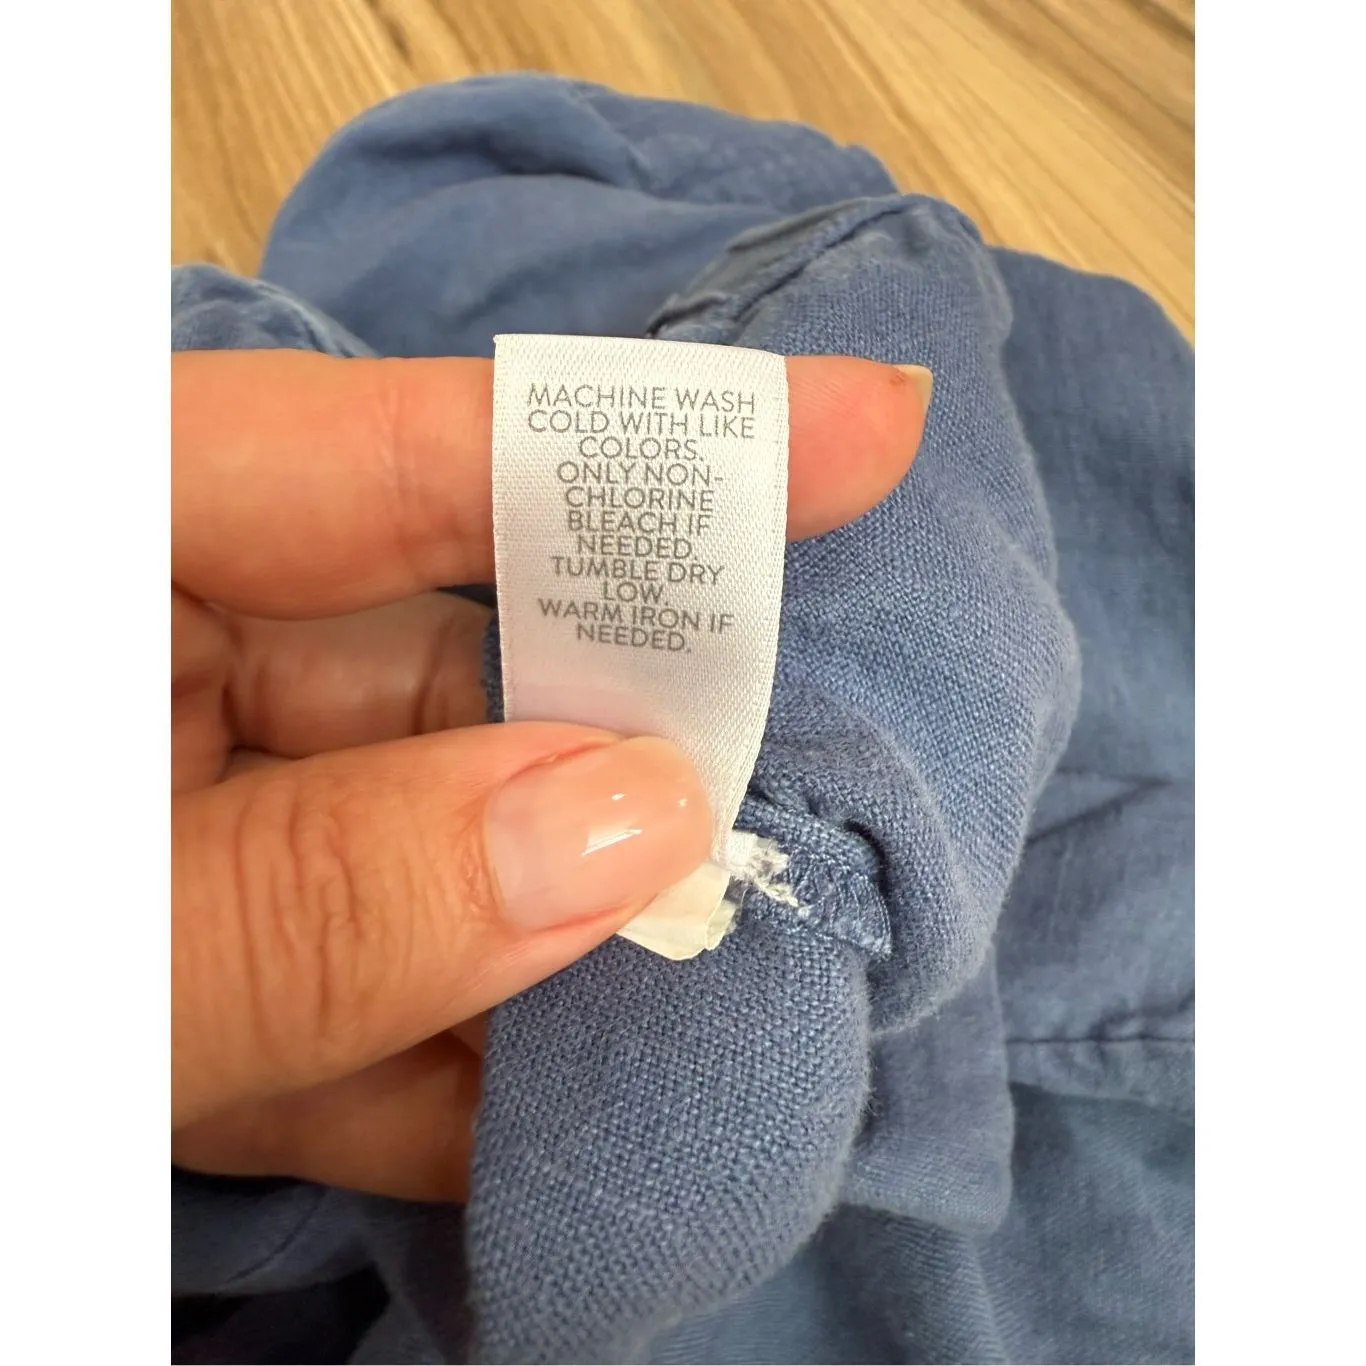 MACHINE WASH
COLD WITH LIKE
COLORS.
ONLY NON-
CHLORINE
BLEACH IF
NEEDED.
TUMBLE DRY
LOW.
WARM IRON IF
NEEDED.